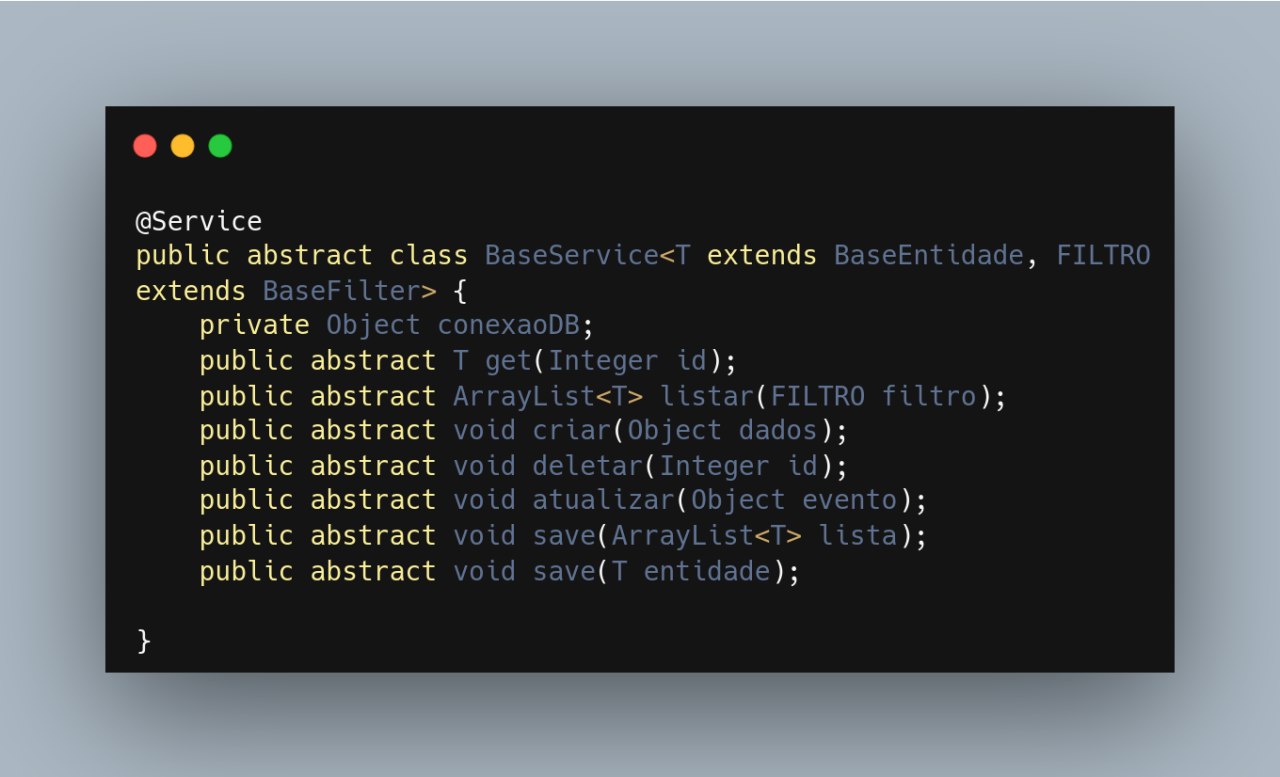 @Service
public abstract class BaseService<T extends BaseEntidade, FILTRO
extends BaseFilter> {
    private Object conexaoDB;
    public abstract T get(Integer id);
    public abstract ArrayList<T> listar(FILTRO filtro);
    public abstract void criar(Object dados);
    public abstract void deletar(Integer id);
    public abstract void atualizar(Object evento);
    public abstract void save(ArrayList<T> lista);
    public abstract void save(T entidade);

}